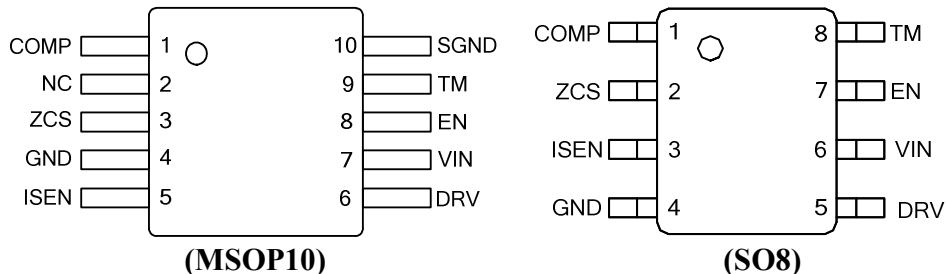 COMP 1 10 SGND
NC 2 9 TM
ZCS 3 8 EN
GND 4 7 VIN
ISEN 5 6 DRV
(MSOP10)
COMP 1 8 TM
ZCS 2 7 EN
ISEN 3 6 VIN
GND 4 5 DRV
(SO8)